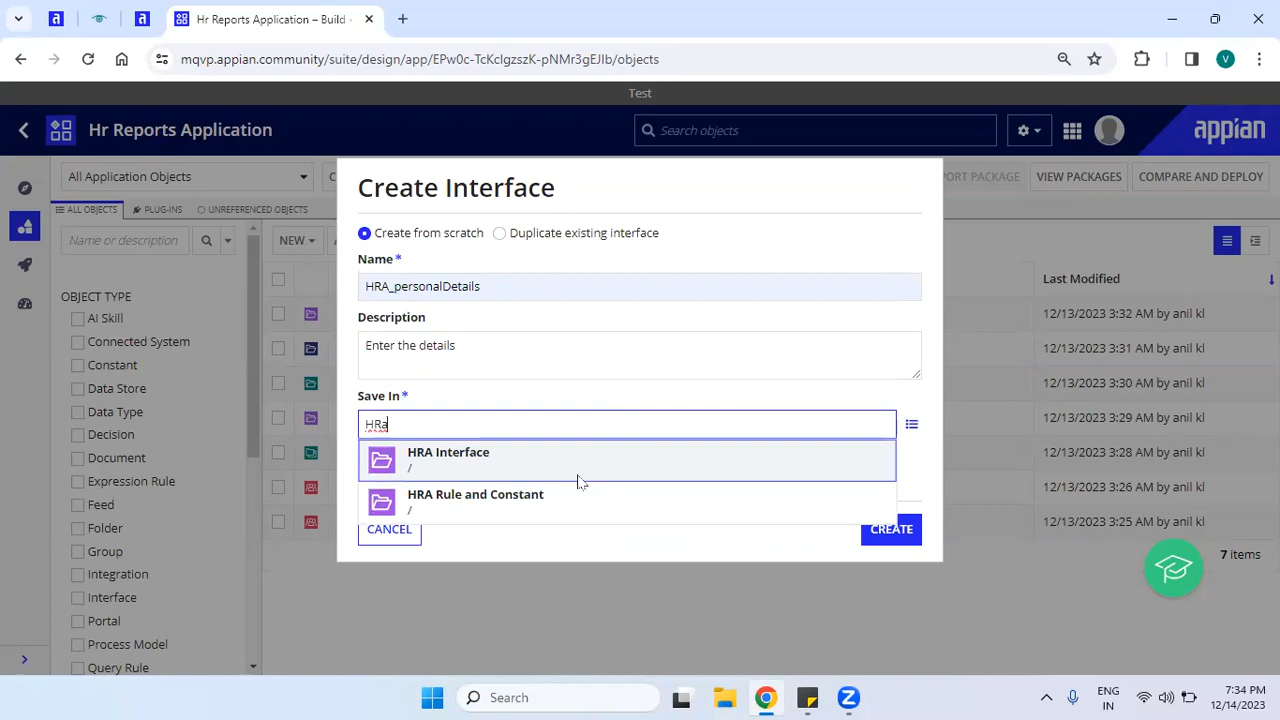 Hr Reports Application – Build
mqvp.appian.community/suite/design/app/EPw0c-TcKclgzszK-pNMr3gEJIb/objects
V
Test
Hr Reports Application
Search objects
appian
All Application Objects
PORT PACKAGE
VIEW PACKAGES
COMPARE AND DEPLOY
ALL OBJECTS
PLUG-INS
UNREFERENCED OBJECTS
Name or description
NEW
OBJECT TYPE
AI Skill
Connected System
Constant
Data Store
Data Type
Decision
Document
Expression Rule
Feed
Folder
Group
Integration
Interface
Portal
Process Model
Query Rule
Create Interface
Create from scratch
Duplicate existing interface
Name *
HRA_personalDetails
Description
Enter the details
Save In *
HRa
HRA Interface
/
HRA Rule and Constant
/
CANCEL
CREATE
Last Modified
12/13/2023 3:32 AM by anil kl
12/13/2023 3:31 AM by anil kl
12/13/2023 3:30 AM by anil kl
12/13/2023 3:29 AM by anil kl
12/13/2023 3:28 AM by anil kl
12/13/2023 3:26 AM by anil kl
12/13/2023 3:25 AM by anil kl
7 items
Search
ENG
IN
7:34 PM
12/14/2023